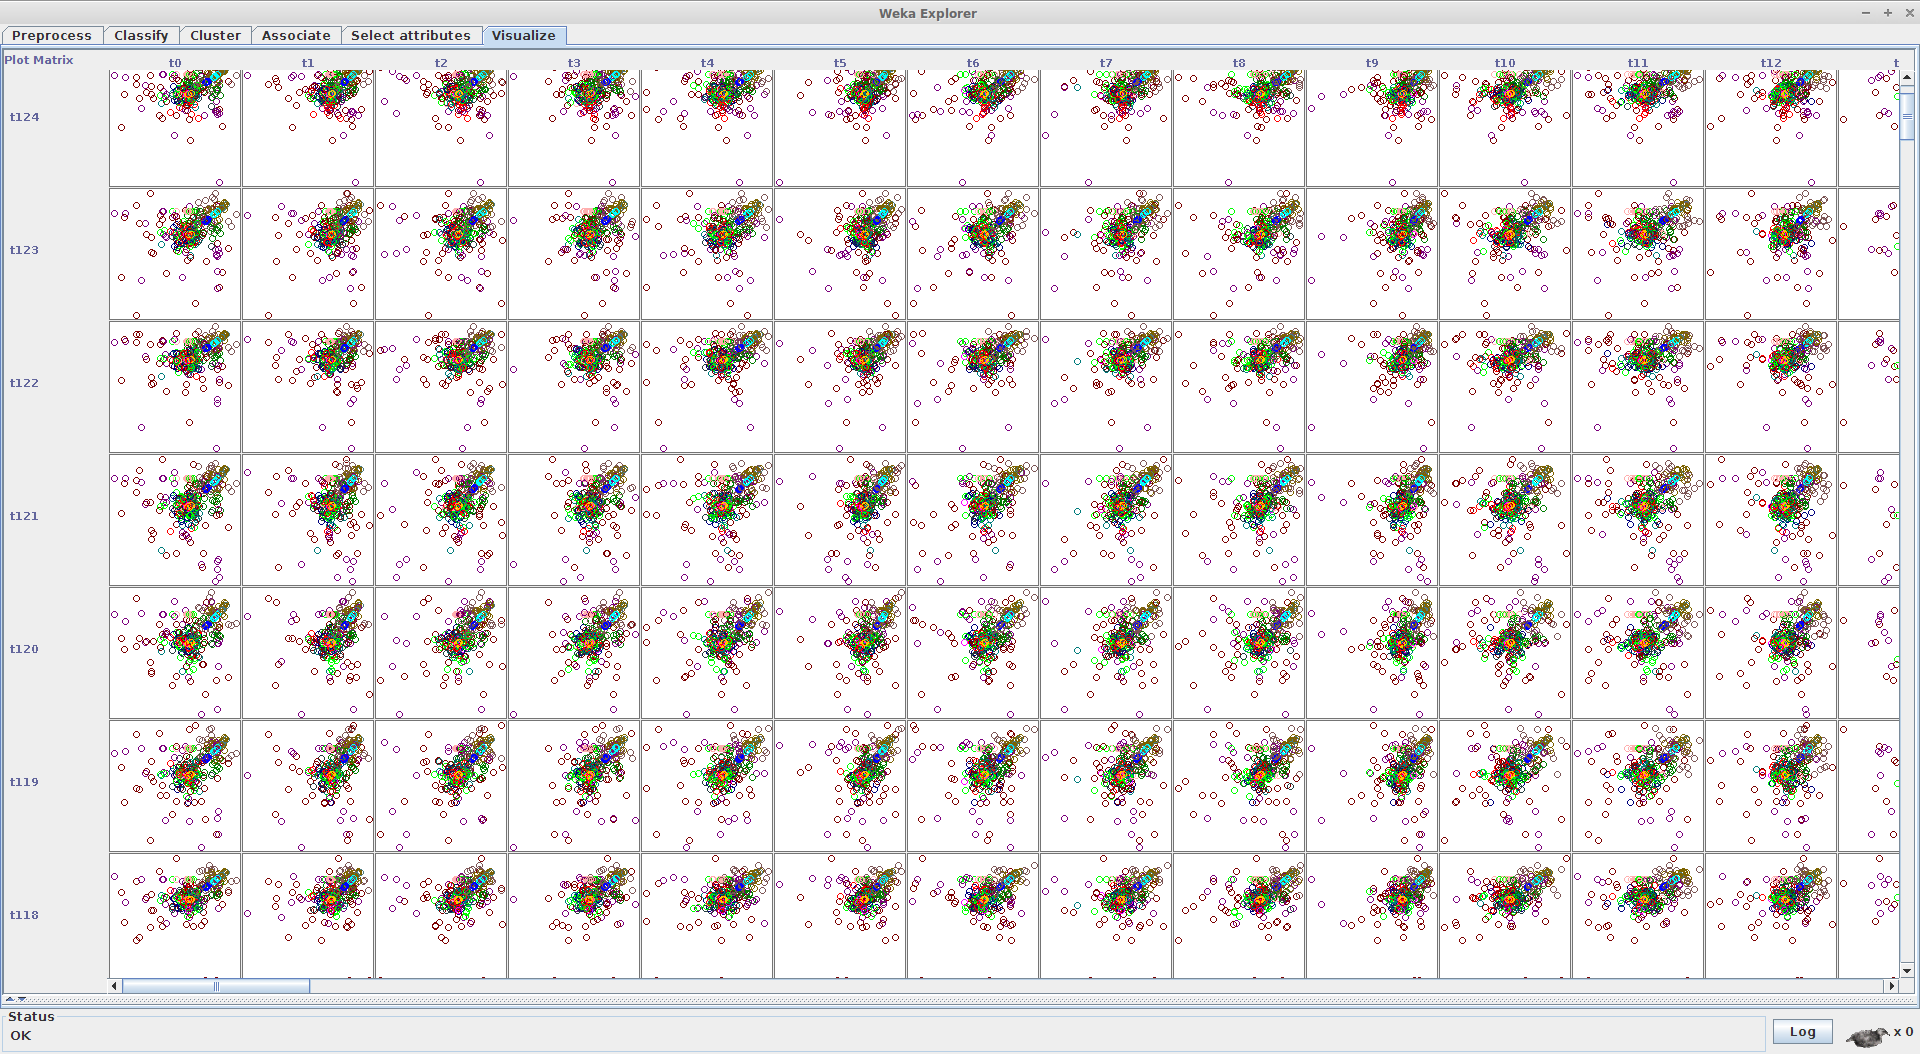 Weka Explorer
Preprocess Classify Cluster Associate Select attributes Visualize
Plot Matrix
t0 t1 t2 t3 t4 t5 t6 t7 t8 t9 t10 t11 t12 t
t124
t123
t122
t121
t120
t119
t118
Status
OK
Log
x 0